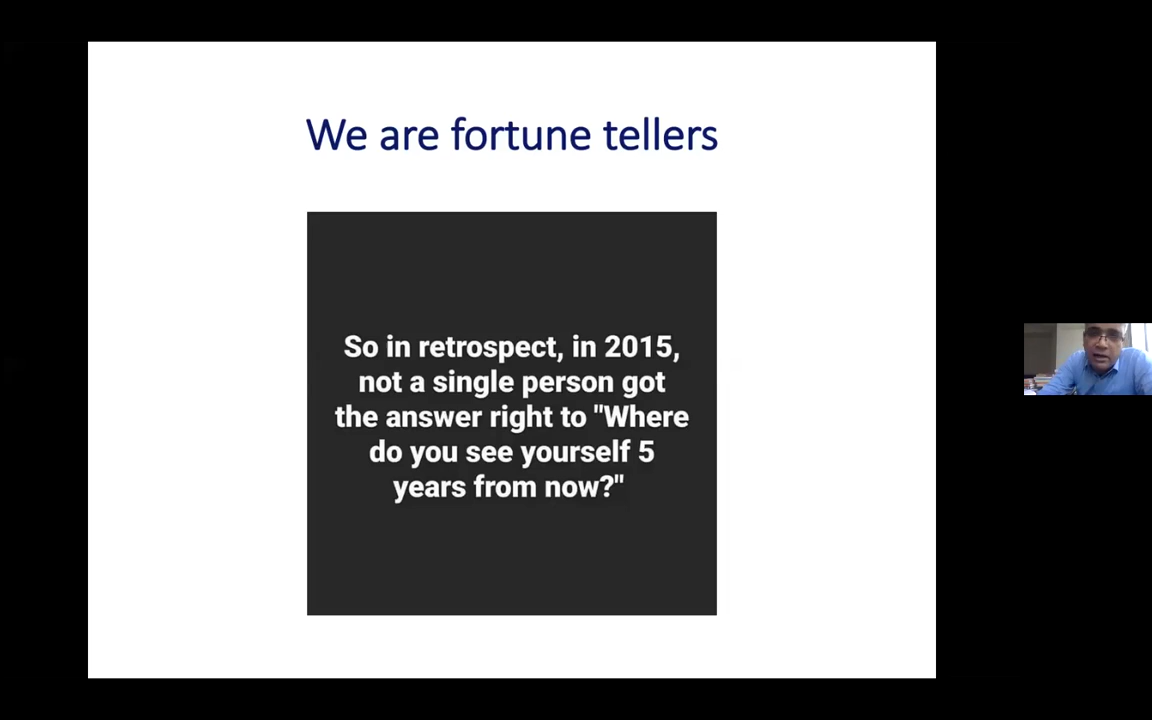 We are fortune tellers
So in retrospect, in 2015,
not a single person got
the answer right to "Where
do you see yourself 5
years from now?"